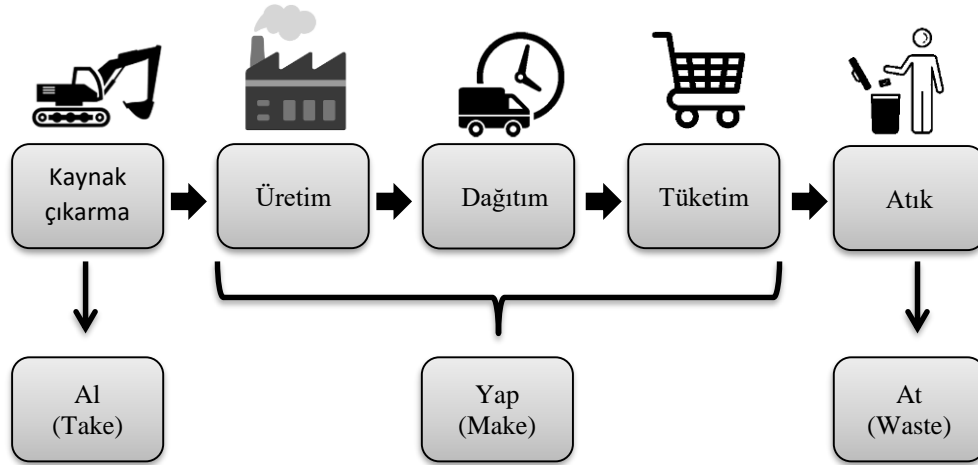 Kaynak
çıkarma
Üretim
Dağıtım
Tüketim
Atık
Al
(Take)
Yap
(Make)
At
(Waste)